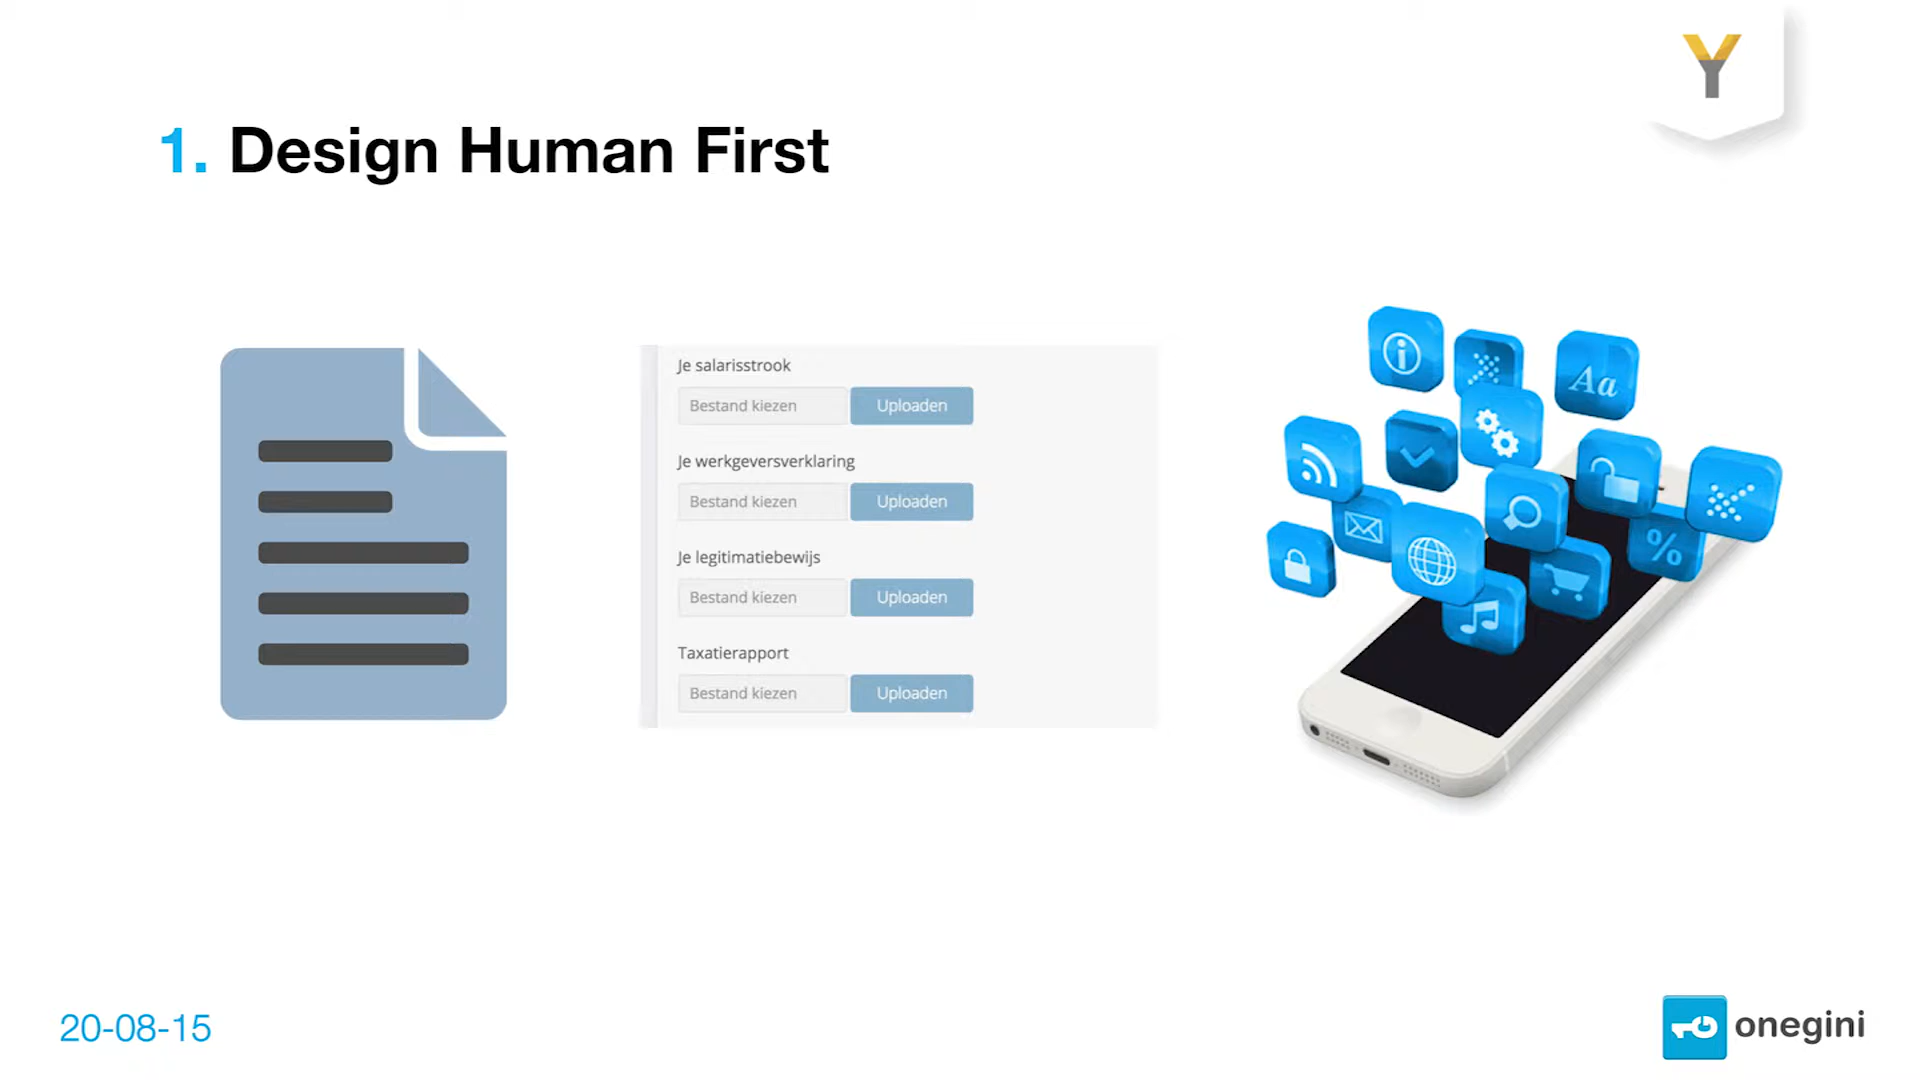 Y
1. Design Human First
Je salarisstrook
Bestand kiezen Uploaden
Je werkgeversverklaring
Bestand kiezen Uploaden
Je legitimatiebewijs
Bestand kiezen Uploaden
Taxatierapport
Bestand kiezen Uploaden
i
Aa
%
20-08-15
onegini